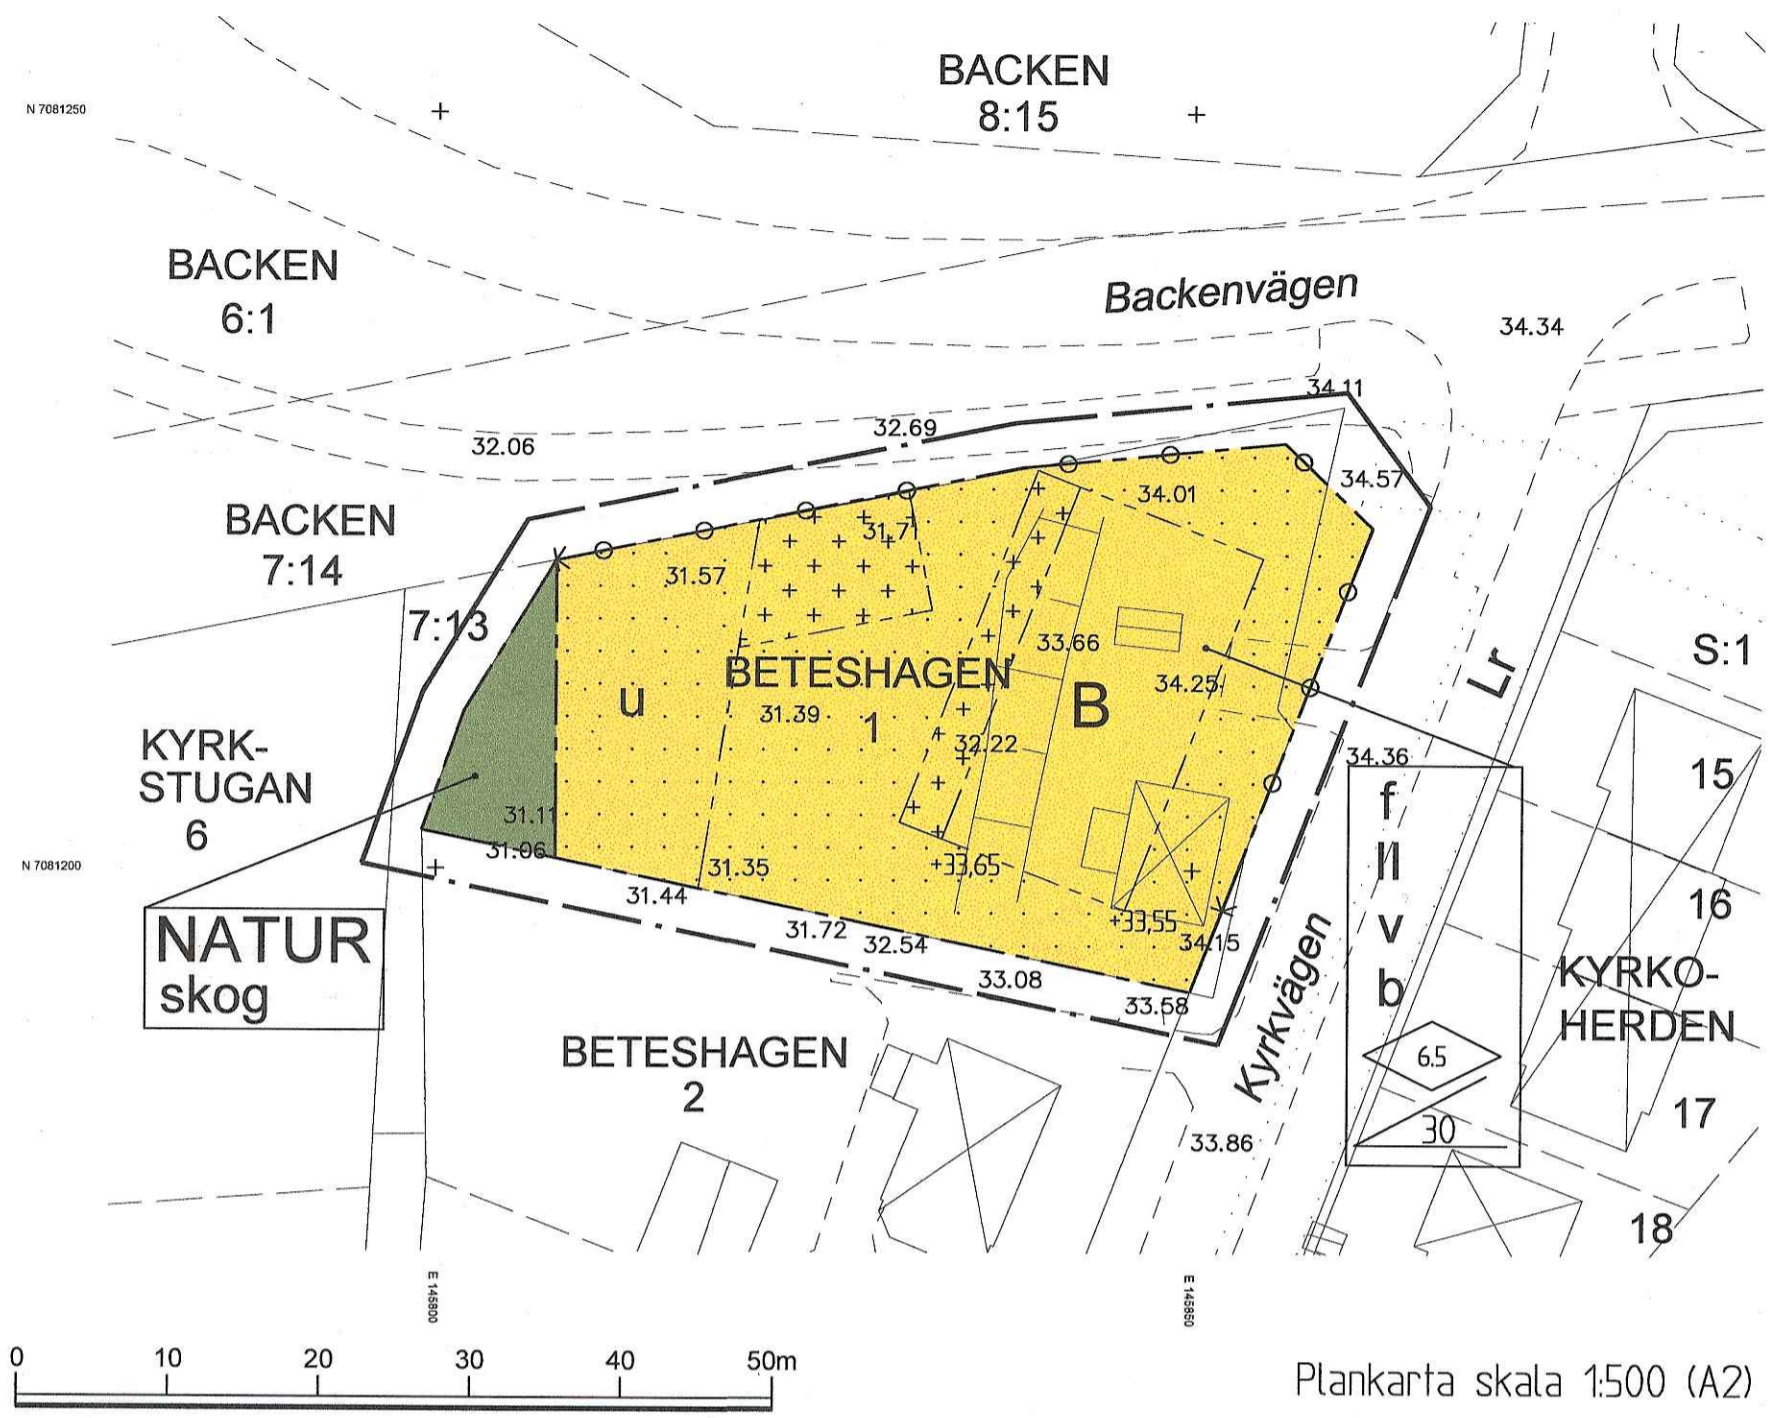 BACKEN
8:15
N 7081250
BACKEN
6:1
Backenvägen
34.34
34.11
32.69
32.06
34.57
34.01
BACKEN
7:14
31.71
31.57
7:13
33.66
S:1
Lr
BETESHAGEN
1
u
B
34.25
31.39
32.22
KYRK-
STUGAN
6
34.36
15
f
II
v
b
6.5
30
31.11
31.06
31.35
+33,65
N 7081200
31.44
16
+33,55
34.15
31.72
32.54
NATUR
skog
33.08
33.58
Kyrkvägen
KYRKO-
HERDEN
BETESHAGEN
2
17
33.86
18
E 145800
E 145850
0 10 20 30 40 50m
Plankarta skala 1:500 (A2)